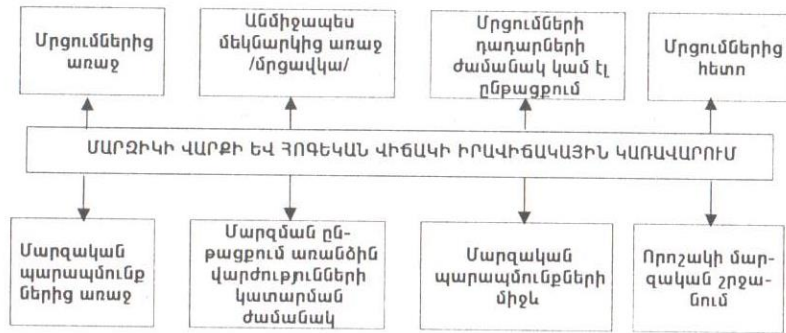 Մրցումներից
առաջ
Անմիջապես
մեկնարկից առաջ
/մրցավկա/
Մրցումների
դադարների
ժամանակ կամ էլ
ընթացքում
Մրցումներից
հետո
ՄԱՐԶԻԿԻ ՎԱՐՔԻ ԵՎ ՀՈԳԵԿԱՆ ՎԻՃԱԿԻ ԻՐԱՎԻՃԱԿԱՅԻՆ ԿԱՌԱՎԱՐՈՒՄ
Մարզական
պարապմունք
ներից առաջ
Մարզման ըն-
թացքում առանձին
վարժությունների
կատարման
ժամանակ
Մարզական
պարապմունքների
միջև
Որոշակի մար-
զական շրջա-
նում